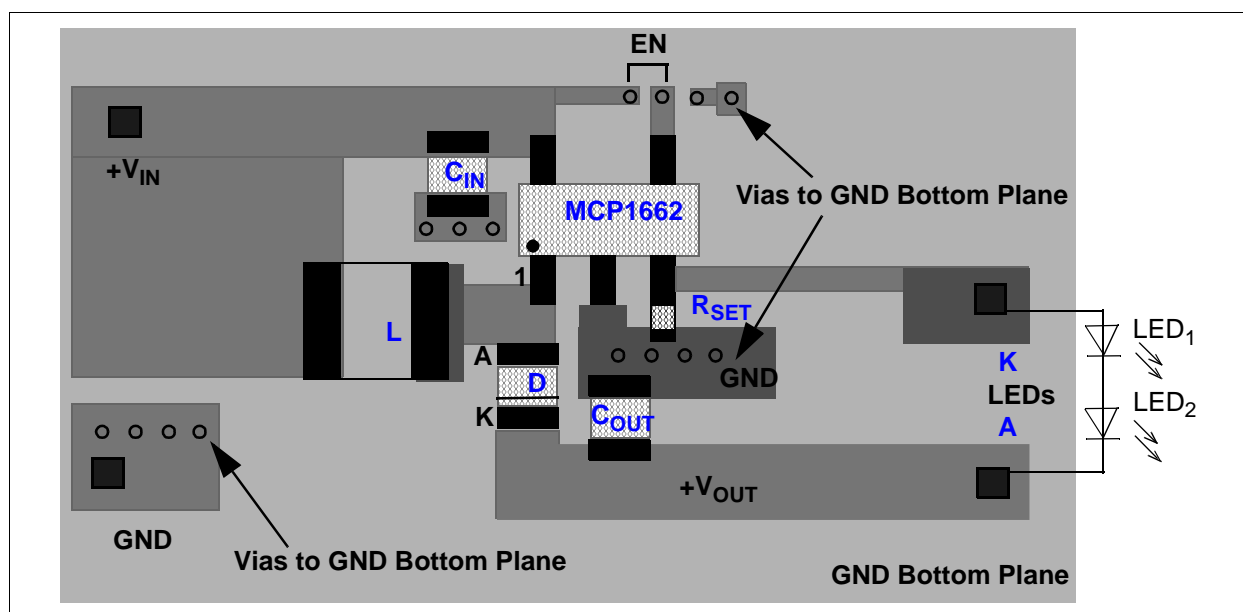 EN
+VIN
CIN
MCP1662
Vias to GND Bottom Plane
1
RSET
L
LED1
A
GND
K
D
LEDs
K
COUT
A
LED2
+VOUT
GND
Vias to GND Bottom Plane
GND Bottom Plane